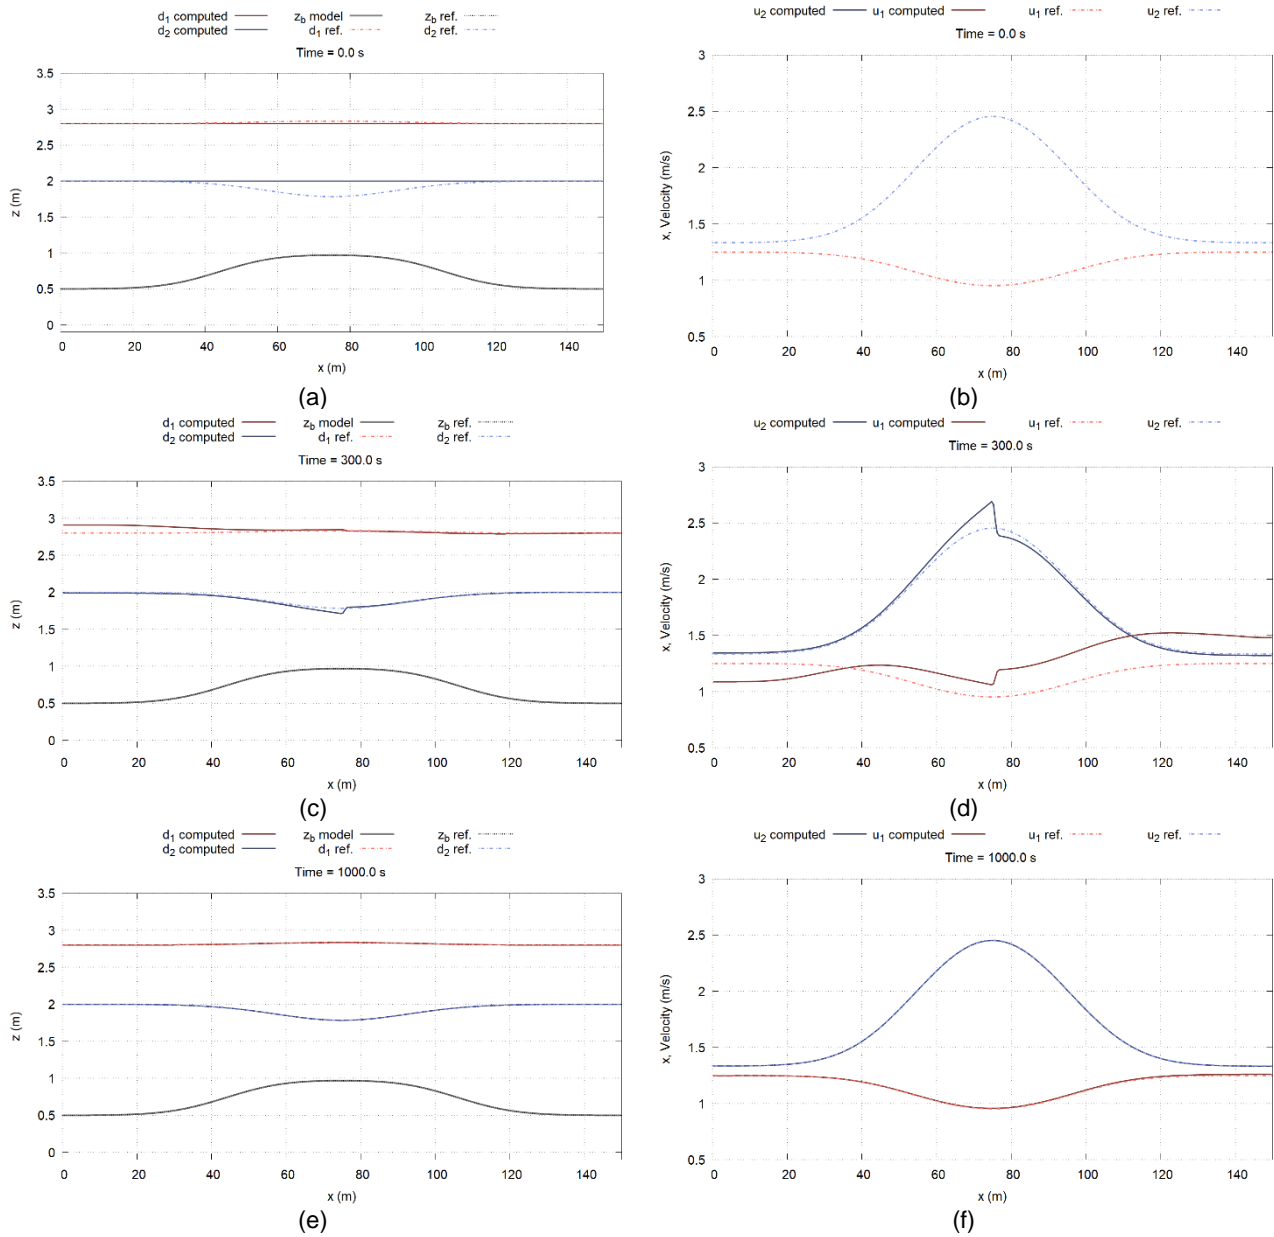 d1 computed zb model zb ref.
d2 computed d1 ref. d2 ref.
Time = 0.0 s
3.5
3
2.5
2
1.5
1
0.5
0
z (m)
0 20 40 60 80 100 120 140
x (m)
(a)
u2 computed u1 computed u1 ref. u2 ref.
Time = 0.0 s
3
2.5
2
1.5
1
0.5
x, Velocity (m/s)
0 20 40 60 80 100 120 140
x (m)
(b)
d1 computed zb model zb ref.
d2 computed d1 ref. d2 ref.
Time = 300.0 s
3.5
3
2.5
2
1.5
1
0.5
0
z (m)
0 20 40 60 80 100 120 140
x (m)
(c)
u2 computed u1 computed u1 ref. u2 ref.
Time = 300.0 s
3
2.5
2
1.5
1
0.5
x, Velocity (m/s)
0 20 40 60 80 100 120 140
x (m)
(d)
d1 computed zb model zb ref.
d2 computed d1 ref. d2 ref.
Time = 1000.0 s
3.5
3
2.5
2
1.5
1
0.5
0
z (m)
0 20 40 60 80 100 120 140
x (m)
(e)
u2 computed u1 computed u1 ref. u2 ref.
Time = 1000.0 s
3
2.5
2
1.5
1
0.5
x, Velocity (m/s)
0 20 40 60 80 100 120 140
x (m)
(f)